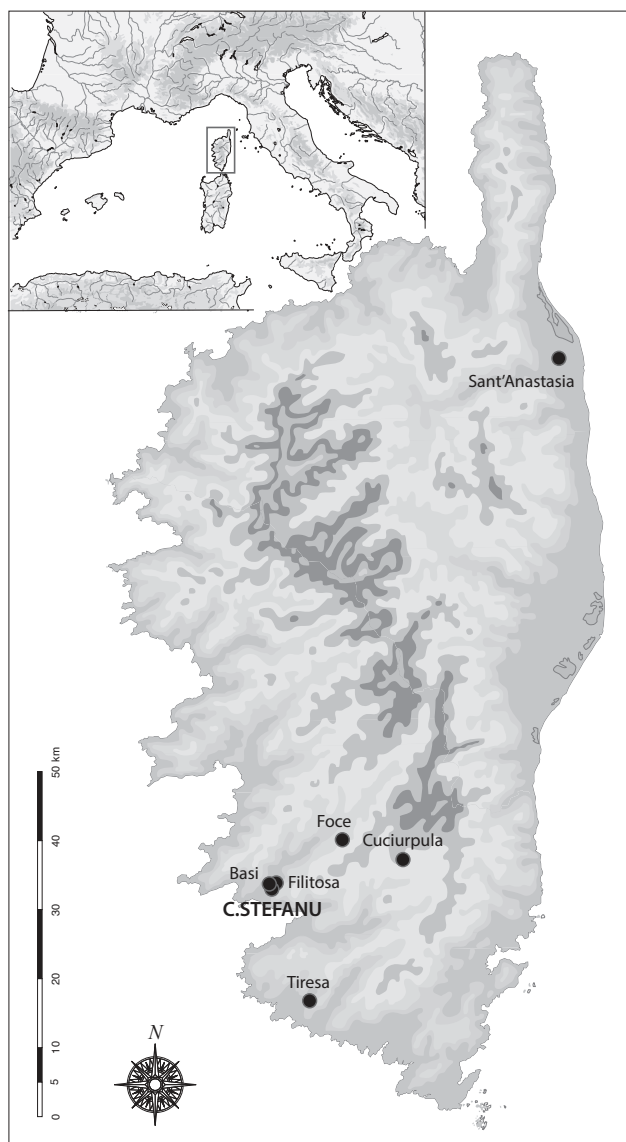 Sant'Anastasia
Foce
Cuciurpula
Basi
Filitosa
C.STEFANU
Tiresa
N
50 km
40
30
20
10
5
0